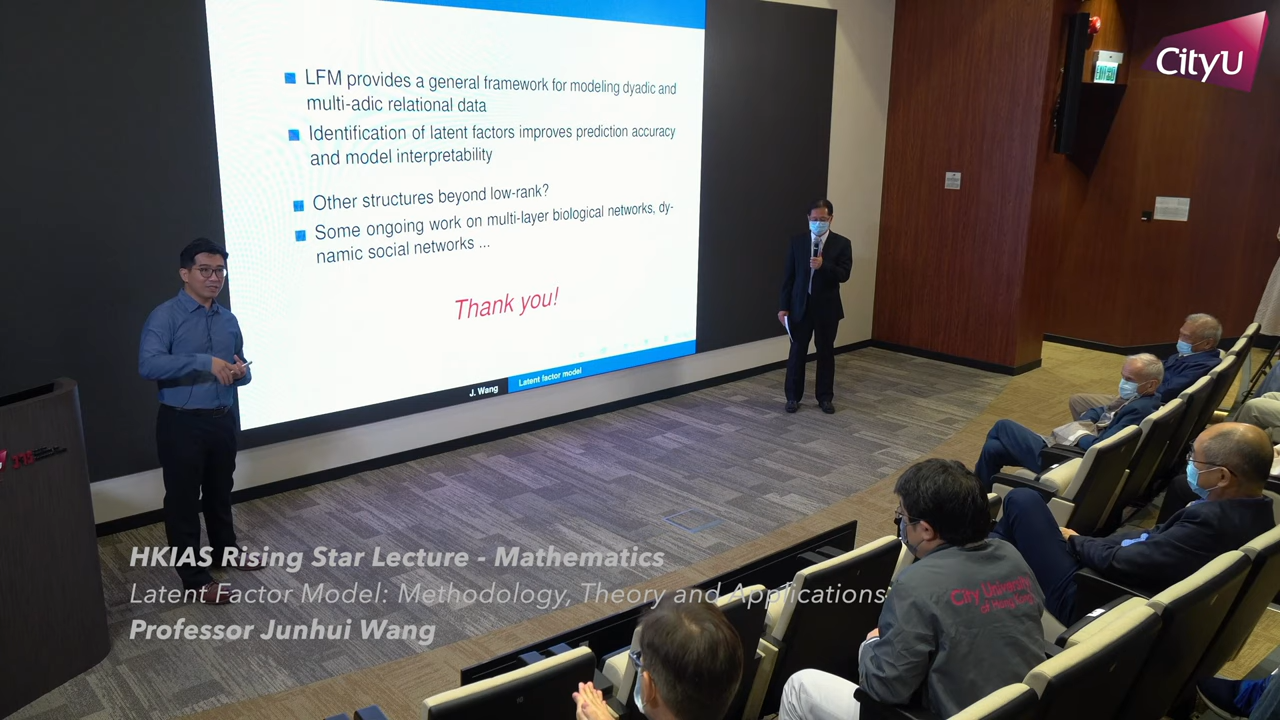 CityU
LFM provides a general framework for modeling dyadic and
multi-adic relational data
Identification of latent factors improves prediction accuracy
and model interpretability
Other structures beyond low-rank?
Some ongoing work on multi-layer biological networks, dy-
namic social networks ...
Thank you!
J. Wang
Latent factor model
HKIAS Rising Star Lecture - Mathematics
Latent Factor Model: Methodology, Theory and Applications
Professor Junhui Wang
City University
of Hong Kong